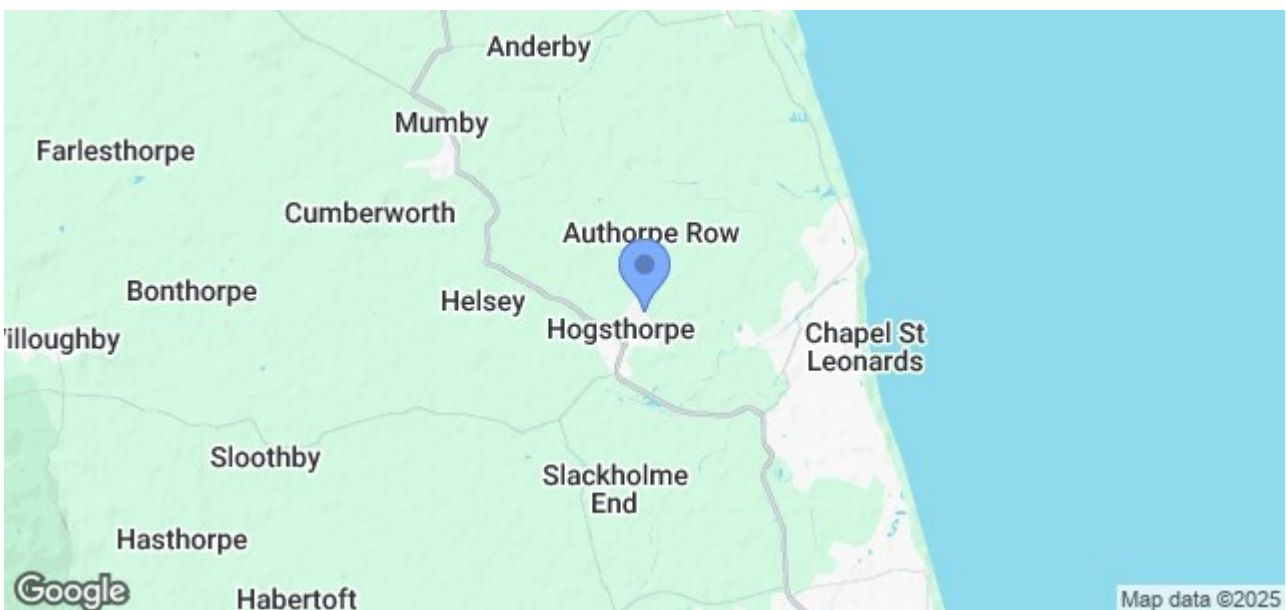 Anderby
Mumby
Farlesthorpe
Cumberworth
Authorpe Row
Bonthorpe
Helsey
Hogsthorpe
Chapel St
Leonards
illoughby
Sloothby
Slackholme
End
Hasthorpe
Habertoft
Google
Map data ©2025